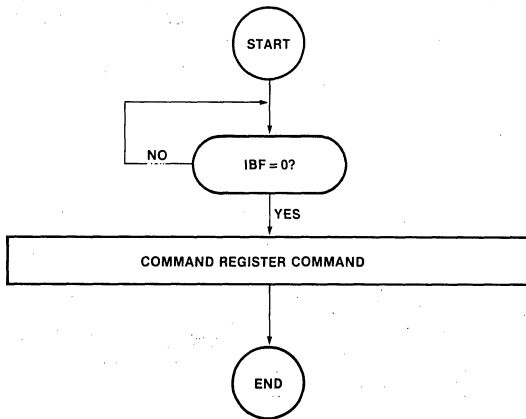 START
NO
IBF = 0?
YES
COMMAND REGISTER COMMAND
END